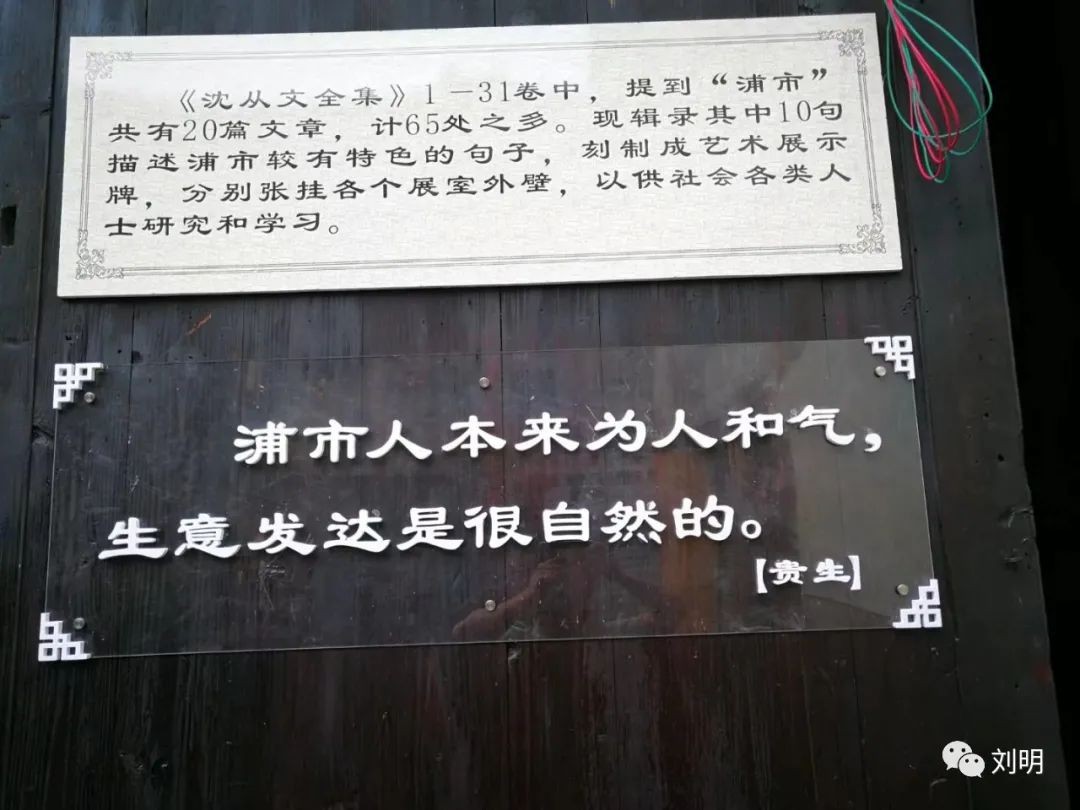 《沈从文全集》1－31卷中，提到“浦市”
共有20篇文章，计65处之多。现辑录其中10句
描述浦市较有特色的句子，刻制成艺术展示
牌，分别张挂各个展室外壁，以供社会各类人
士研究和学习。
浦市人本来为人和气，
生意发达是很自然的。
【贵生】
刘明